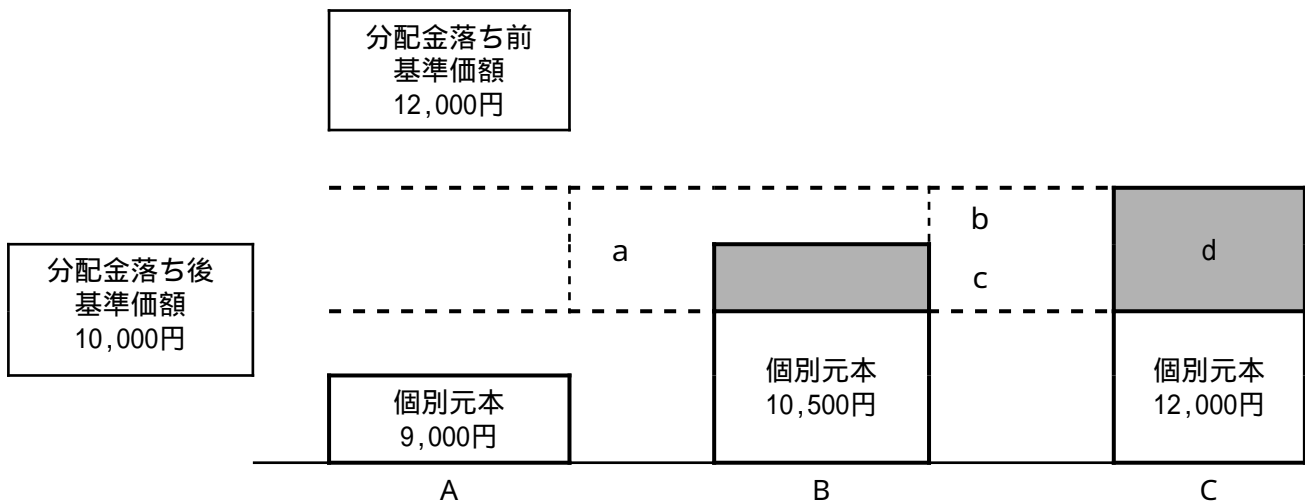 分配金落ち前
基準価額
12,000円
分配金落ち後
基準価額
10,000円
a
b
c
d
個別元本
9,000円
個別元本
10,500円
個別元本
12,000円
A
B
C